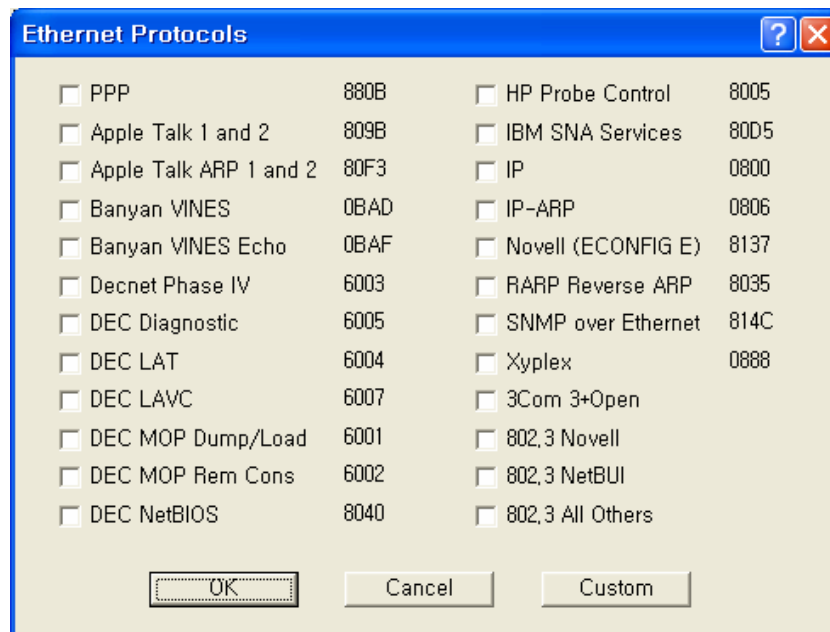 Ethernet Protocols
PPP 880B
Apple Talk 1 and 2 809B
Apple Talk ARP 1 and 2 80F3
Banyan VINES 0BAD
Banyan VINES Echo 0BAF
Decnet Phase IV 6003
DEC Diagnostic 6005
DEC LAT 6004
DEC LAVC 6007
DEC MOP Dump/Load 6001
DEC MOP Rem Cons 6002
DEC NetBIOS 8040
HP Probe Control 8005
IBM SNA Services 80D5
IP 0800
IP-ARP 0806
Novell (ECONFIG E) 8137
RARP Reverse ARP 8035
SNMP over Ethernet 814C
Xyplex 0888
3Com 3+Open
802,3 Novell
802,3 NetBUI
802,3 All Others
OK Cancel Custom